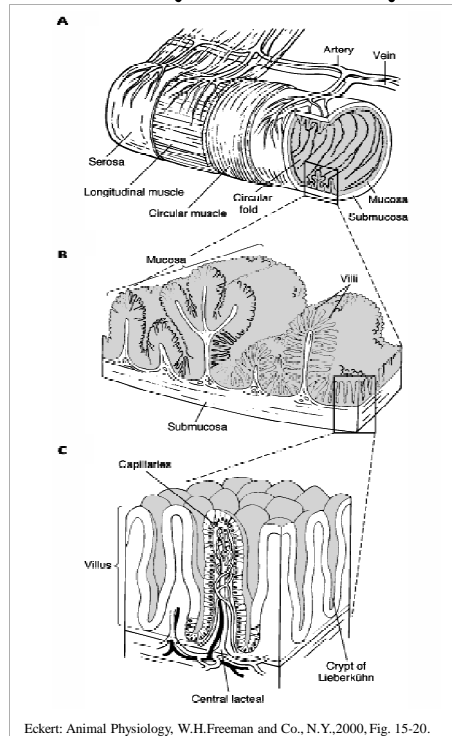 A
Artery
Vein
Serosa
Longitudinal muscle
Circular muscle
Circular
fold
Mucosa
Submucosa
B
Mucosa
Villi
Submucosa
C
Capillaries
Villus
Crypt of
Lieberkühn
Central lacteal
Eckert: Animal Physiology, W.H.Freeman and Co., N.Y.,2000, Fig. 15-20.